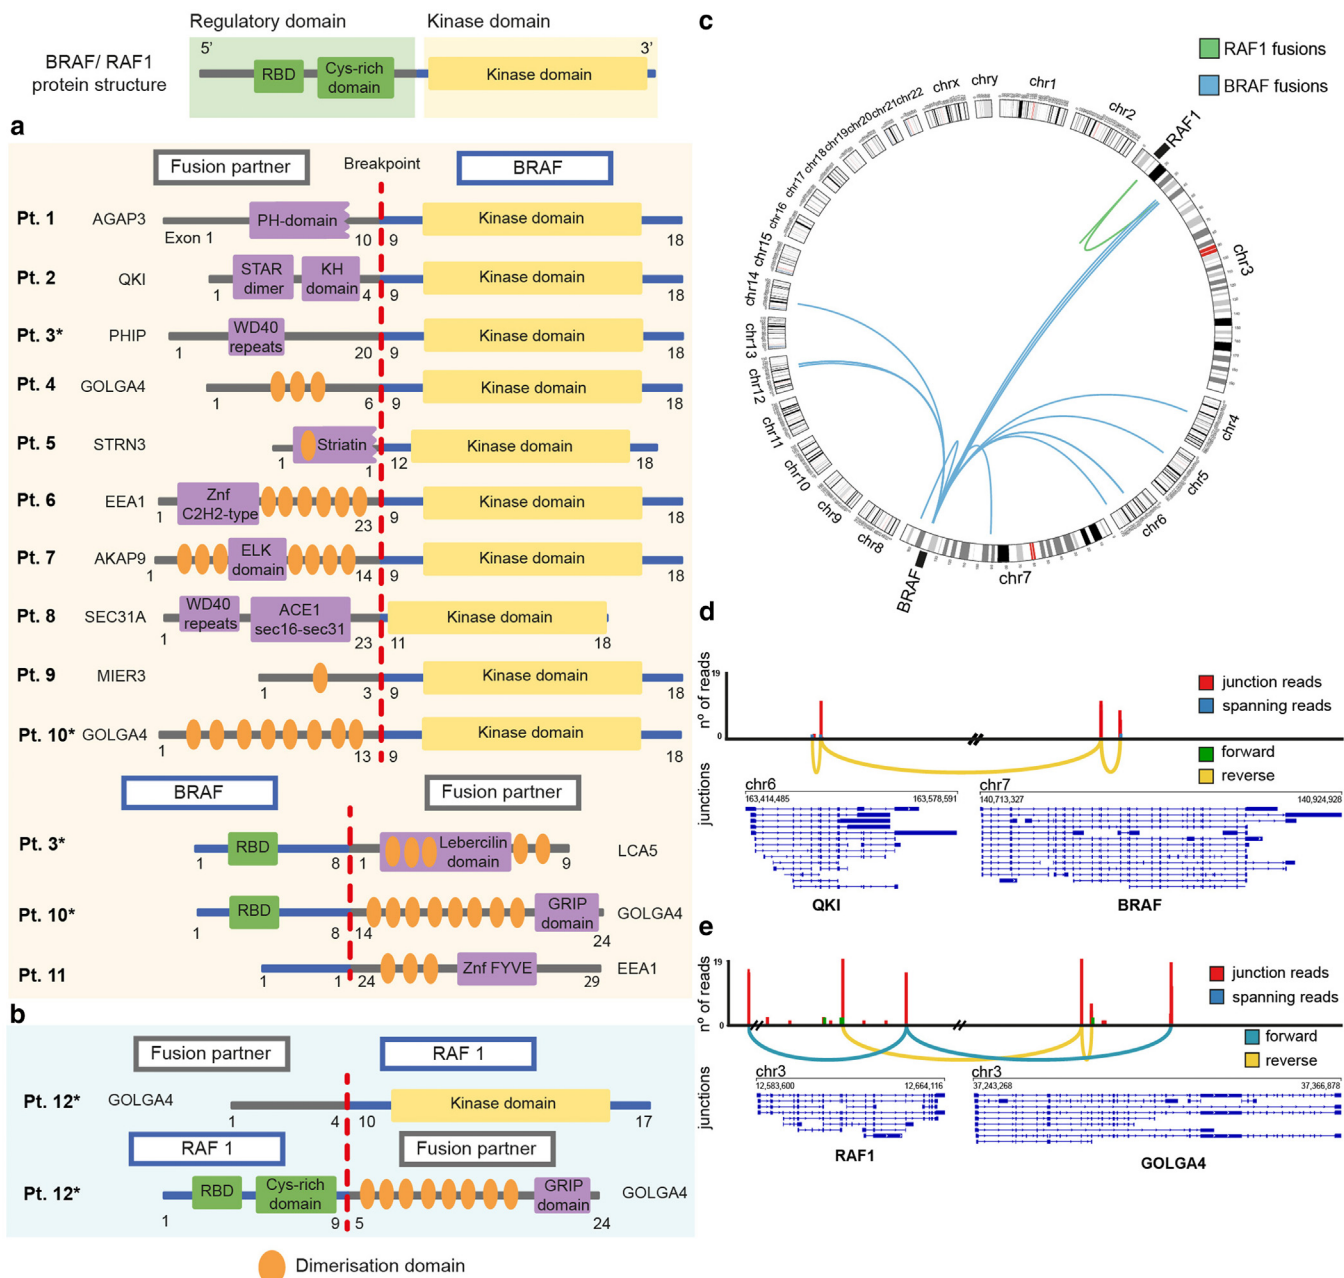 Regulatory domain
Kinase domain
BRAF/ RAF1
protein structure
5’
RBD
Cys-rich
domain
Kinase domain
3’
a
Fusion partner
Breakpoint
BRAF
Pt. 1
AGAP3
Exon 1
PH-domain
10
9
Kinase domain
18
Pt. 2
QKI
1
STAR
dimer
KH
domain
4
9
Kinase domain
18
Pt. 3*
PHIP
1
WD40
repeats
20
9
Kinase domain
18
Pt. 4
GOLGA4
1
6
9
Kinase domain
18
Pt. 5
STRN3
1
Striatin
1
12
Kinase domain
18
Pt. 6
EEA1
1
Znf
C2H2-type
23
9
Kinase domain
18
Pt. 7
AKAP9
1
ELK
domain
14
9
Kinase domain
18
Pt. 8
SEC31A
1
WD40
repeats
ACE1
sec16-sec31
23
11
Kinase domain
18
Pt. 9
MIER3
1
3
9
Kinase domain
18
Pt. 10*
GOLGA4
1
13
9
Kinase domain
18
BRAF
Fusion partner
Pt. 3*
1
RBD
8
1
Lebercilin
domain
9
LCA5
Pt. 10*
1
RBD
8
14
GRIP
domain
24
GOLGA4
Pt. 11
1
1
24
Znf FYVE
29
EEA1
b
Fusion partner
RAF 1
Pt. 12*
GOLGA4
1
4
10
Kinase domain
17
RAF 1
Fusion partner
Pt. 12*
1
RBD
Cys-rich
domain
9
5
GRIP
domain
24
GOLGA4
Dimerisation domain
c
RAF1 fusions
BRAF fusions
chr1
chr2
RAF1
chr3
chr4
chr5
chr6
chr7
BRAF
chr8
chr9
chr10
chr11
chr12
chr13
chr14
chr15
chr16
chr17
chr18
chr19
chr20
chr21
chr22
chrx
chry
d
nº of reads
19
0
junction reads
spanning reads
forward
reverse
junctions
chr6
163,414,485
163,578,591
chr7
140,713,327
140,924,928
QKI
BRAF
e
nº of reads
19
0
junction reads
spanning reads
forward
reverse
junctions
chr3
12,583,600
12,664,116
chr3
37,243,268
37,366,878
RAF1
GOLGA4